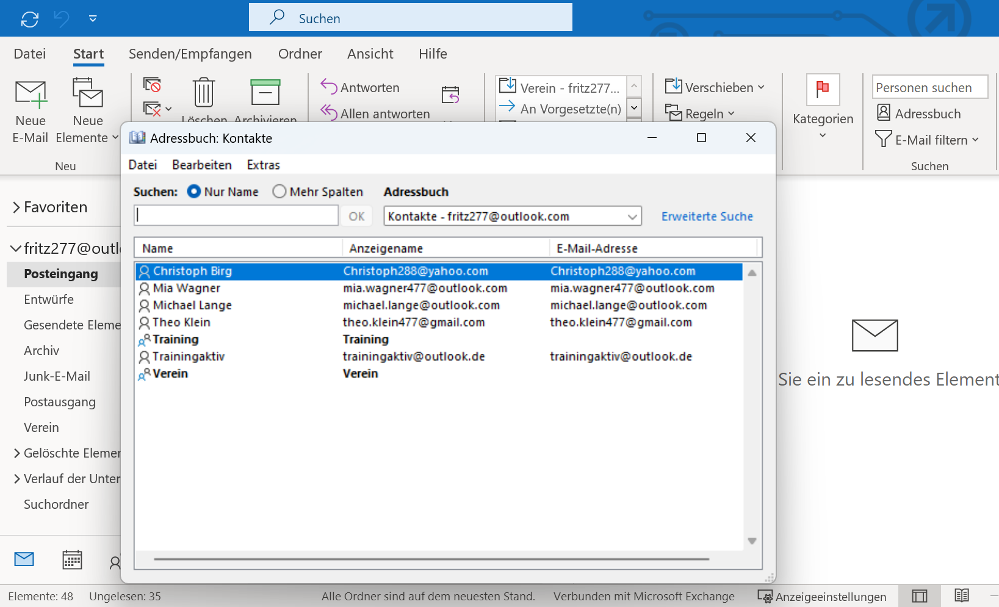 Suchen
Datei Start Senden/Empfangen Ordner Ansicht Hilfe
Neue E-Mail
Neue Elemente
Neu
Löschen Archivieren
Antworten
Allen antworten
Verein - fritz277...
An Vorgesetzte(n)
Verschieben
Regeln
Kategorien
Personen suchen
Adressbuch
E-Mail filtern
Suchen
Adressbuch: Kontakte
Datei Bearbeiten Extras
Suchen: Nur Name Mehr Spalten Adressbuch
OK Kontakte - fritz277@outlook.com Erweiterte Suche
Name Anzeigename E-Mail-Adresse
Christoph Birg Christoph288@yahoo.com Christoph288@yahoo.com
Mia Wagner mia.wagner477@outlook.com mia.wagner477@outlook.com
Michael Lange michael.lange@outlook.com michael.lange@outlook.com
Theo Klein theo.klein477@gmail.com theo.klein477@gmail.com
Training Training
Trainingaktiv trainingaktiv@outlook.de trainingaktiv@outlook.de
Verein Verein
Favoriten
fritz277@outl
Posteingang
Entwürfe
Gesendete Eleme
Archiv
Junk-E-Mail
Postausgang
Verein
Gelöschte Elemen
Verlauf der Unter
Suchordner
Sie ein zu lesendes Element
Elemente: 48 Ungelesen: 35 Alle Ordner sind auf dem neuesten Stand. Verbunden mit Microsoft Exchange Anzeigeeinstellungen